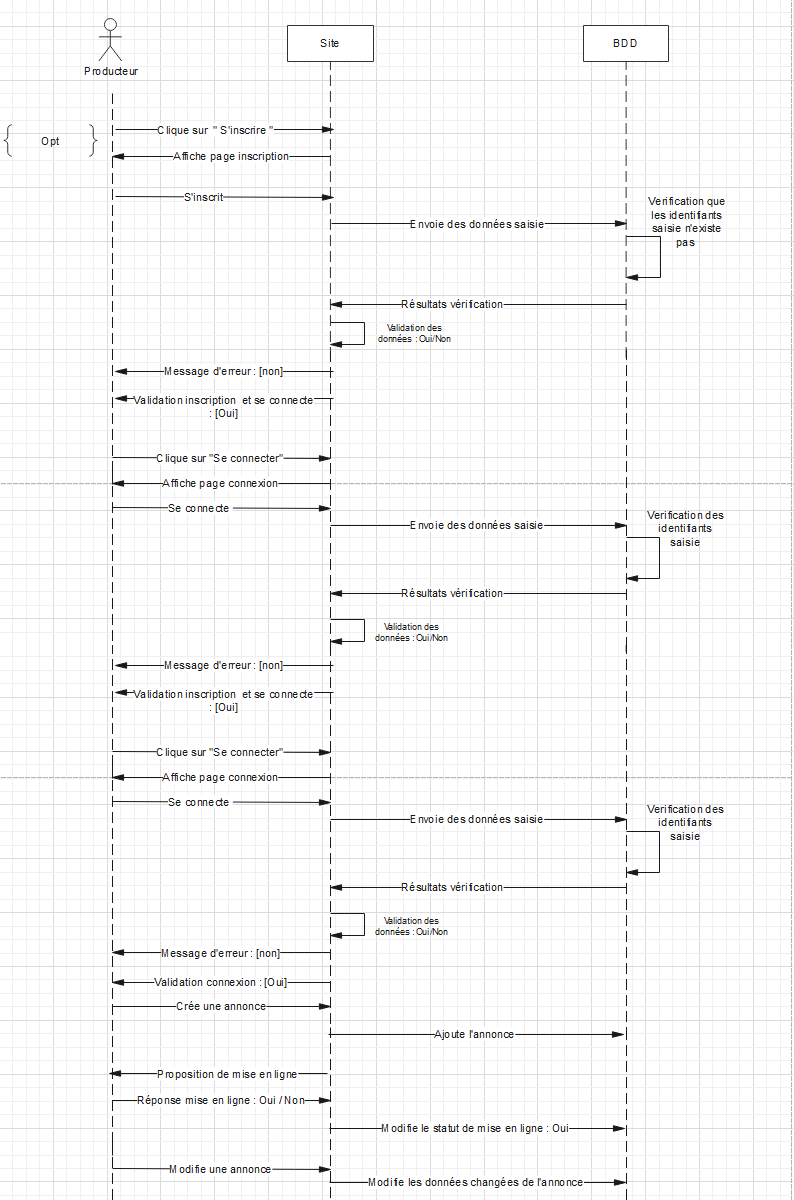 Producteur
Site
BDD
Opt
Clique sur " S'inscrire "
Affiche page inscription
S'inscrit
Envoie des données saisie
Verification que
les identifants
saisie n'existe
pas
Résultats vérification
Validation des
données : Oui/Non
Message d'erreur : [non]
Validation inscription et se connecte
: [Oui]
Clique sur "Se connecter"
Affiche page connexion
Se connecte
Envoie des données saisie
Verification des
identifants
saisie
Résultats vérification
Validation des
données : Oui/Non
Message d'erreur : [non]
Validation inscription et se connecte
: [Oui]
Clique sur "Se connecter"
Affiche page connexion
Se connecte
Envoie des données saisie
Verification des
identifants
saisie
Résultats vérification
Validation des
données : Oui/Non
Message d'erreur : [non]
Validation connexion : [Oui]
Crée une annonce
Ajoute l'annonce
Proposition de mise en ligne
Réponse mise en ligne : Oui / Non
Modifie le statut de mise en ligne : Oui
Modifie une annonce
Modifie les données changées de l'annonce